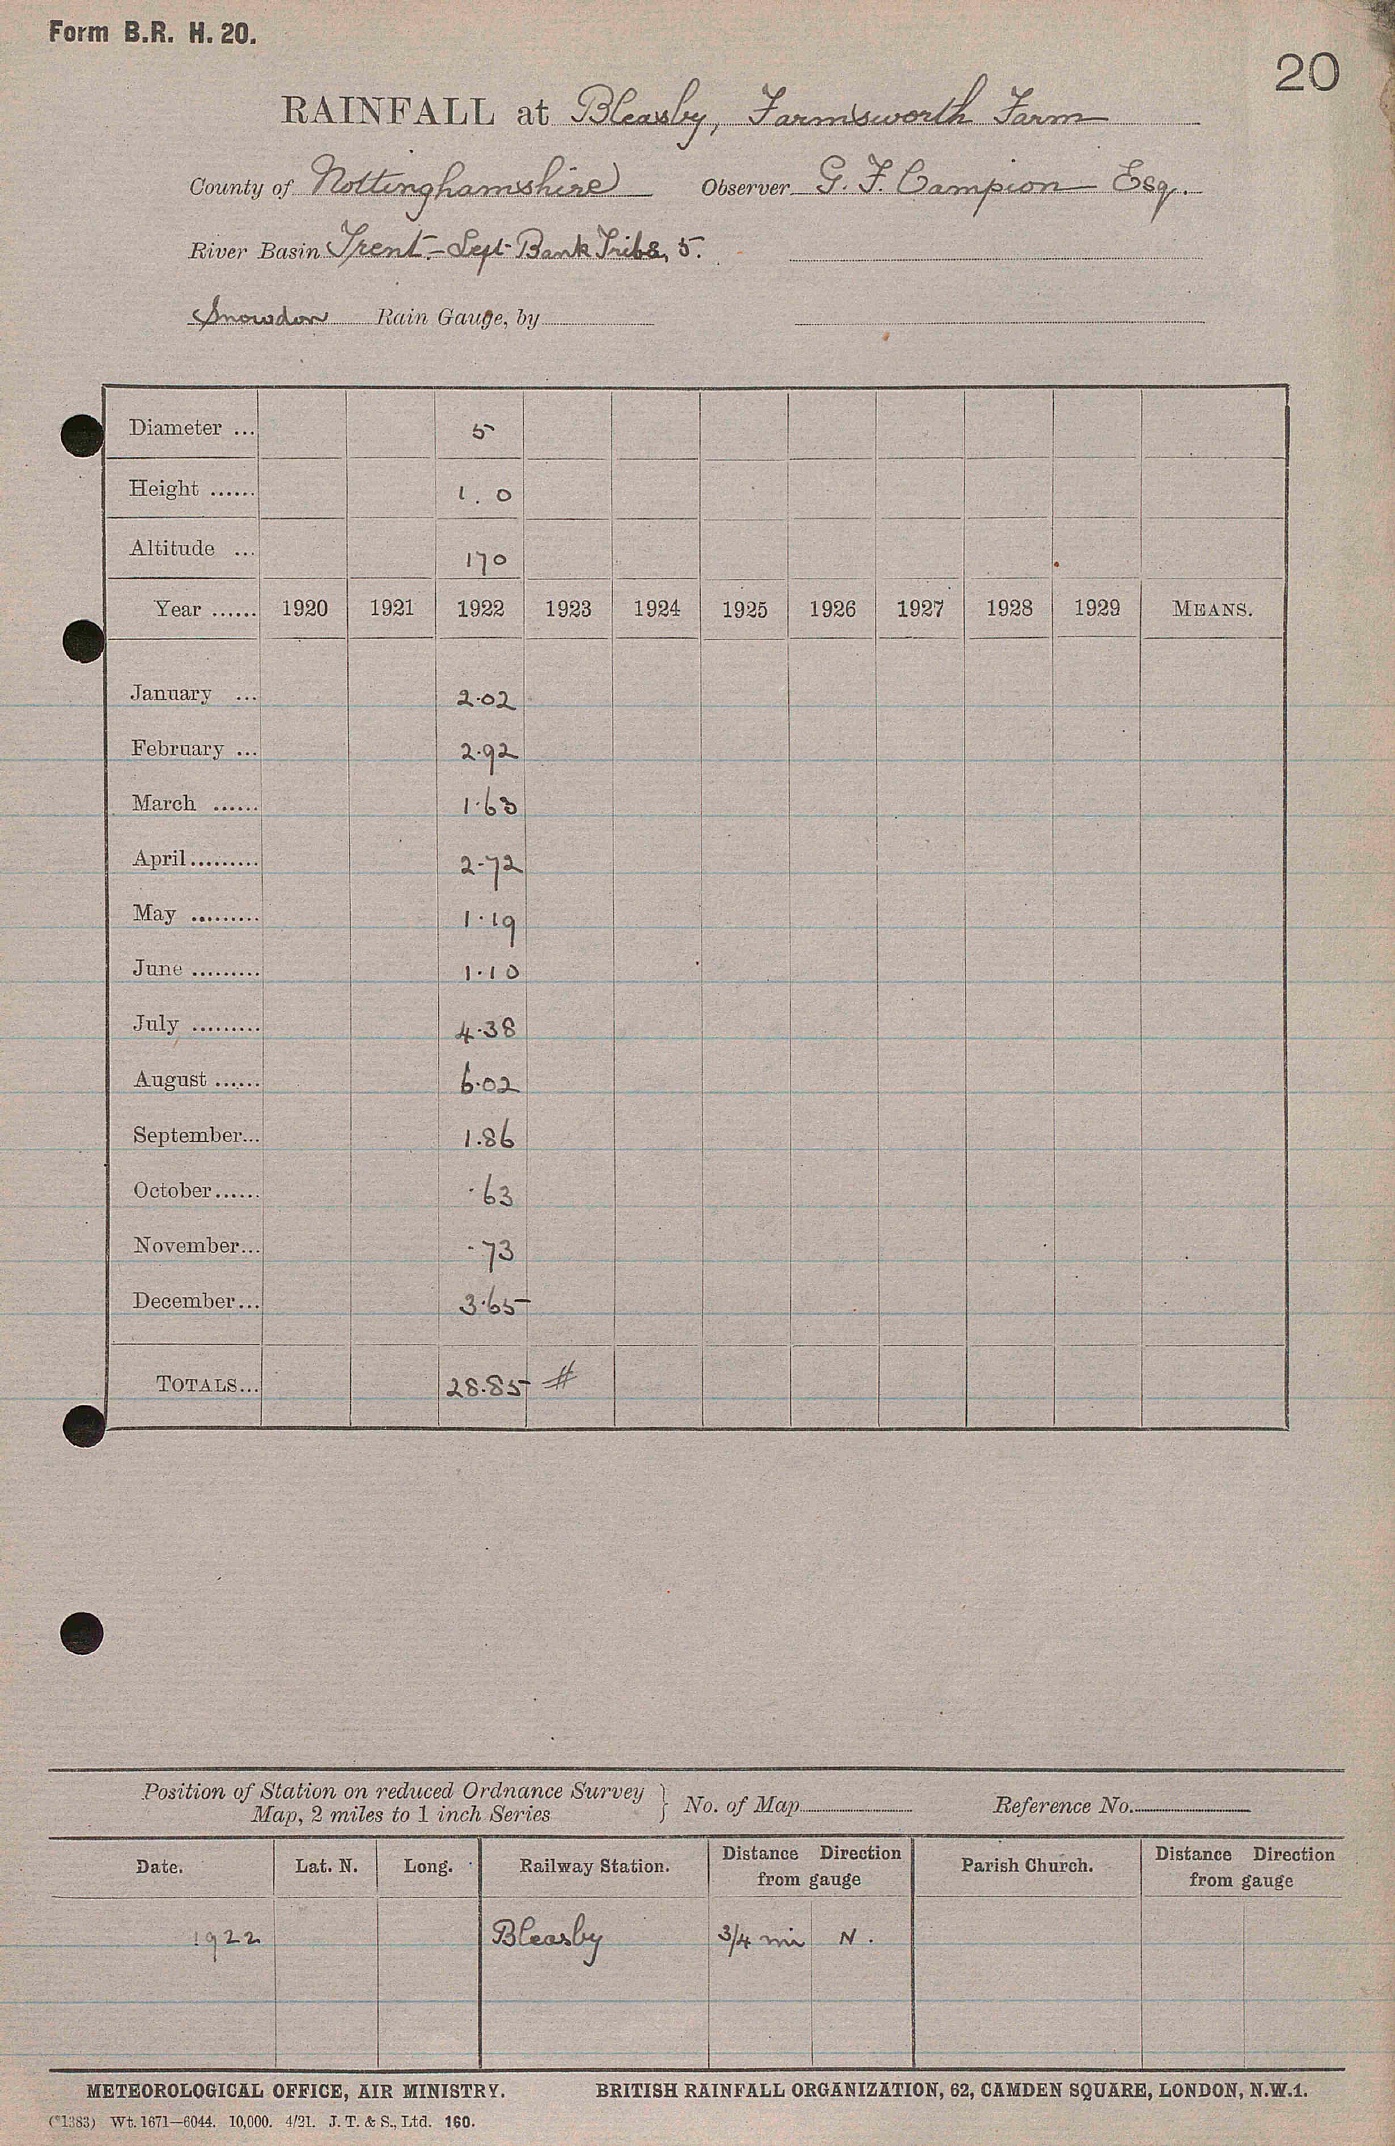 Form B.R. H. 20.
20
RAINFALL at Bleasby, Farmsworth Farm
County of Nottinghamshire Observer G. F. Campion Esq.
River Basin Trent - Left Bank Tribs, 5.
Snowdon Rain Gauge, by
Diameter ... 5
Height ...... 1. 0
Altitude ... 170
Year ...... 1920 1921 1922 1923 1924 1925 1926 1927 1928 1929 MEANS.
January ... 2·02
February ... 2·92
March ...... 1·63
April......... 2·72
May ......... 1·19
June ......... 1·10
July ......... 4·38
August ...... 6·02
September... 1.86
October...... ·63
November... ·73
December... 3·65
TOTALS... 28.85 #
Position of Station on reduced Ordnance Survey
Map, 2 miles to 1 inch Series } No. of Map Reference No.
Date. Lat. N. Long. Railway Station. Distance from gauge Direction Parish Church. Distance from gauge Direction
1922 Bleasby 3/4 mi N.
METEOROLOGICAL OFFICE, AIR MINISTRY. BRITISH RAINFALL ORGANIZATION, 62, CAMDEN SQUARE, LONDON, N.W.1.
(*1383) Wt. 1671—6044. 10,000. 4/21. J. T. & S., Ltd. 160.